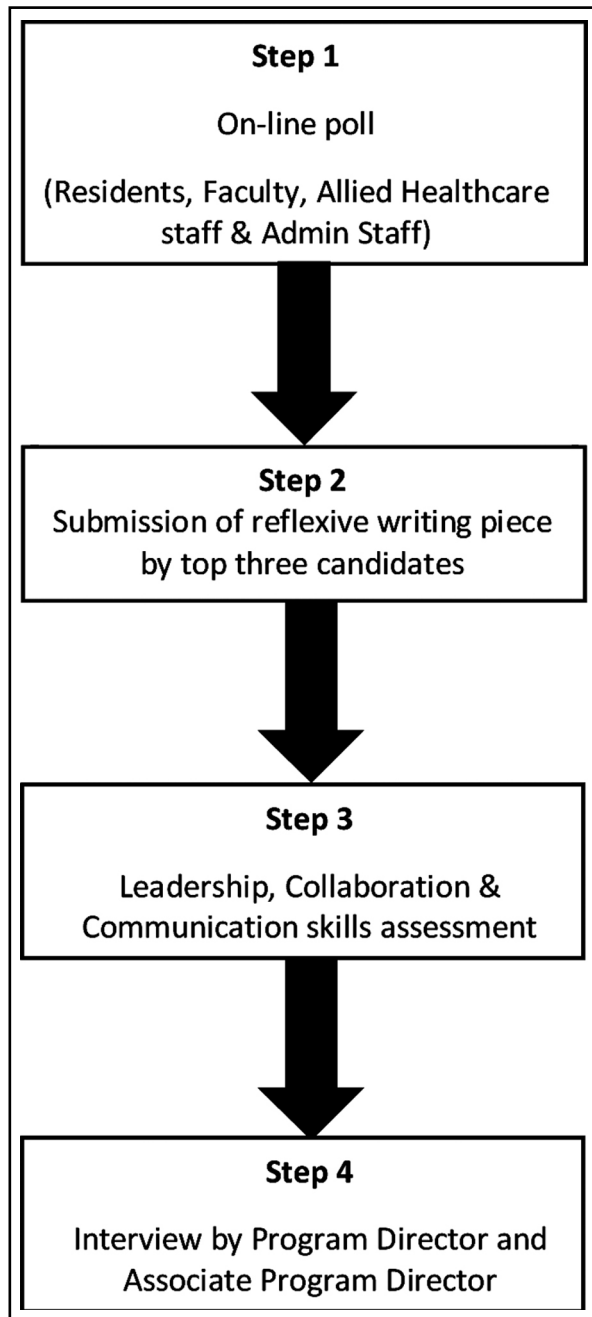 Step 1
On-line poll
(Residents, Faculty, Allied Healthcare
staff & Admin Staff)
Step 2
Submission of reflexive writing piece
by top three candidates
Step 3
Leadership, Collaboration &
Communication skills assessment
Step 4
Interview by Program Director and
Associate Program Director